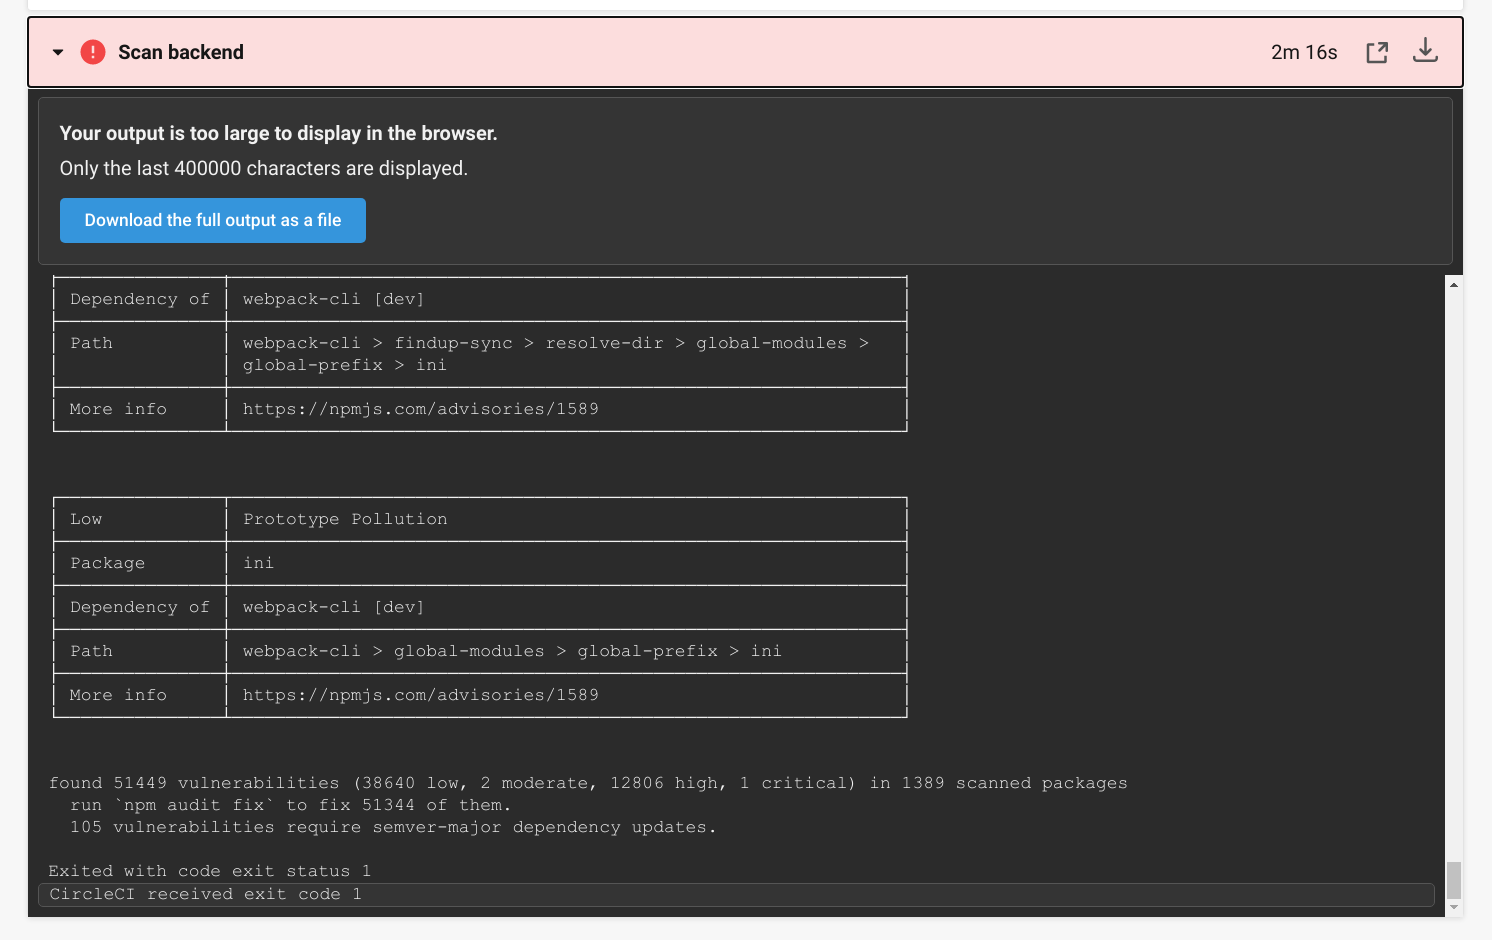 Scan backend 2m 16s
Your output is too large to display in the browser.
Only the last 400000 characters are displayed.
Download the full output as a file
Dependency of webpack-cli [dev]
Path webpack-cli > findup-sync > resolve-dir > global-modules >
global-prefix > ini
More info https://npmjs.com/advisories/1589
Low Prototype Pollution
Package ini
Dependency of webpack-cli [dev]
Path webpack-cli > global-modules > global-prefix > ini
More info https://npmjs.com/advisories/1589
found 51449 vulnerabilities (38640 low, 2 moderate, 12806 high, 1 critical) in 1389 scanned packages
run `npm audit fix` to fix 51344 of them.
105 vulnerabilities require semver-major dependency updates.
Exited with code exit status 1
CircleCI received exit code 1